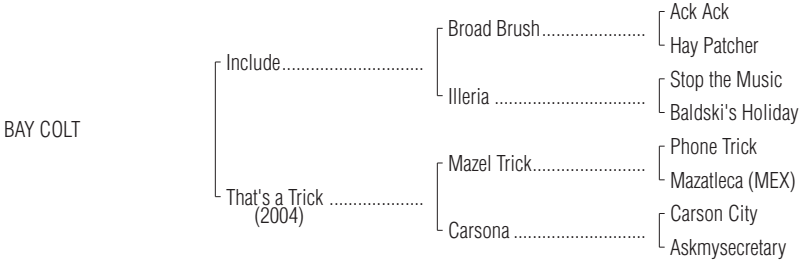 Ack Ack
Broad Brush......................
Hay Patcher
Include............................
Stop the Music
Illeria ...............................
Baldski's Holiday
BAY COLT
Phone Trick
Mazel Trick.......................
Mazatleca (MEX)
That's a Trick ...................
(2004)
Carson City
Carsona ...........................
Askmysecretary